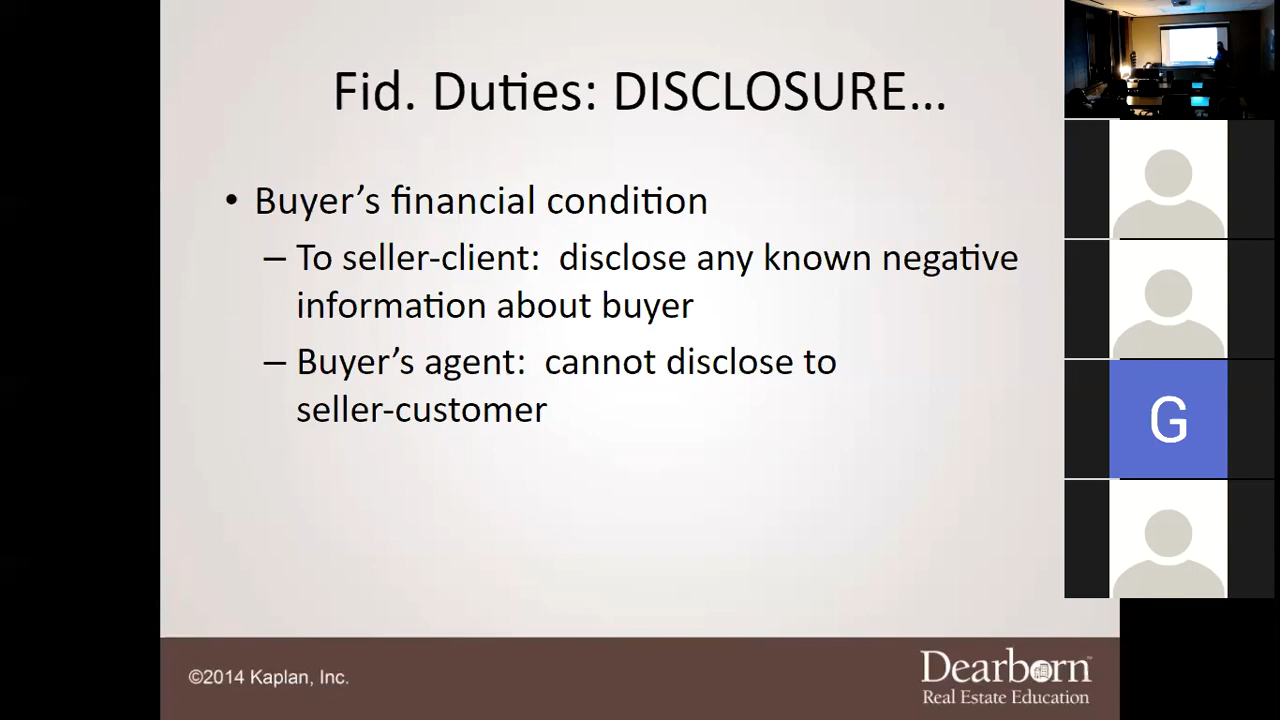 Fid. Duties: DISCLOSURE...
• Buyer’s financial condition
– To seller-client: disclose any known negative
information about buyer
– Buyer’s agent: cannot disclose to
seller-customer
G
©2014 Kaplan, Inc.
Dearborn™
Real Estate Education